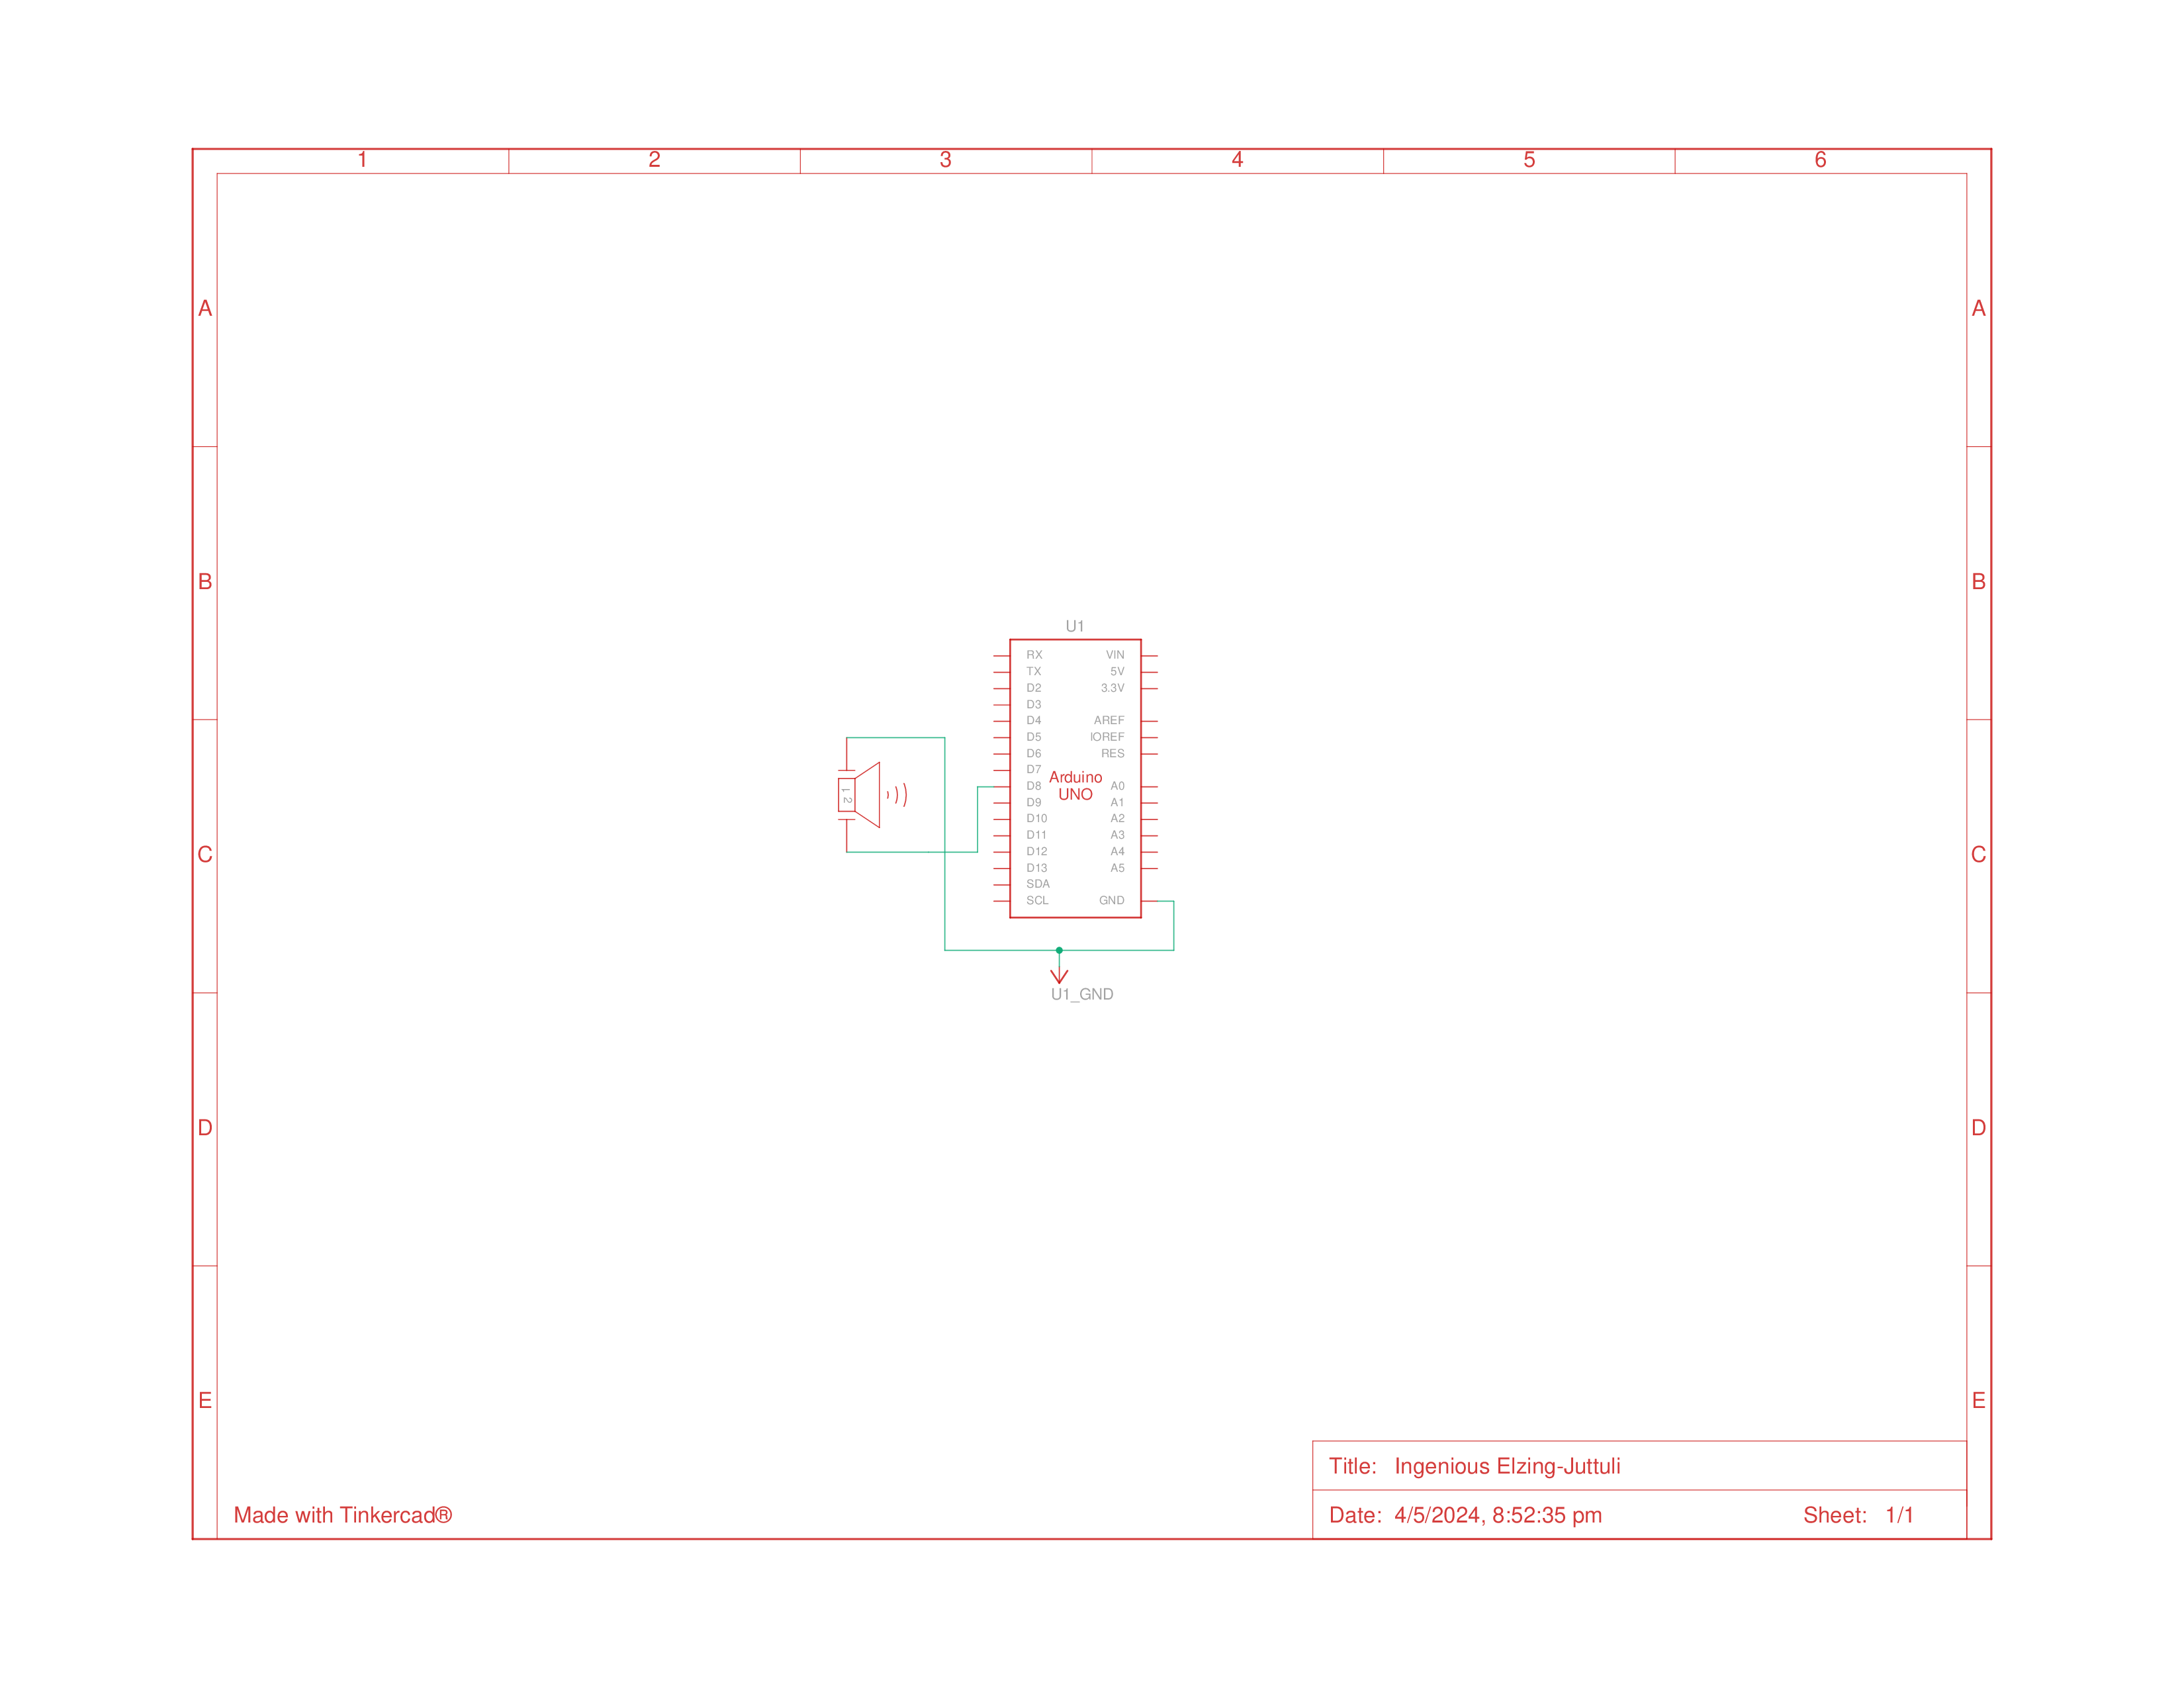 1 2 3 4 5 6
A A
B B
U1
RX VIN
TX 5V
D2 3.3V
D3
D4 AREF
D5 IOREF
D6 RES
D7
Arduino
D8 A0
UNO
D9 A1
D10 A2
D11 A3
D12 A4
D13 A5
SDA
SCL GND
1 2
C C
U1_GND
D D
E E
Title: Ingenious Elzing-Juttuli
Made with Tinkercad®
Date: 4/5/2024, 8:52:35 pm Sheet: 1/1